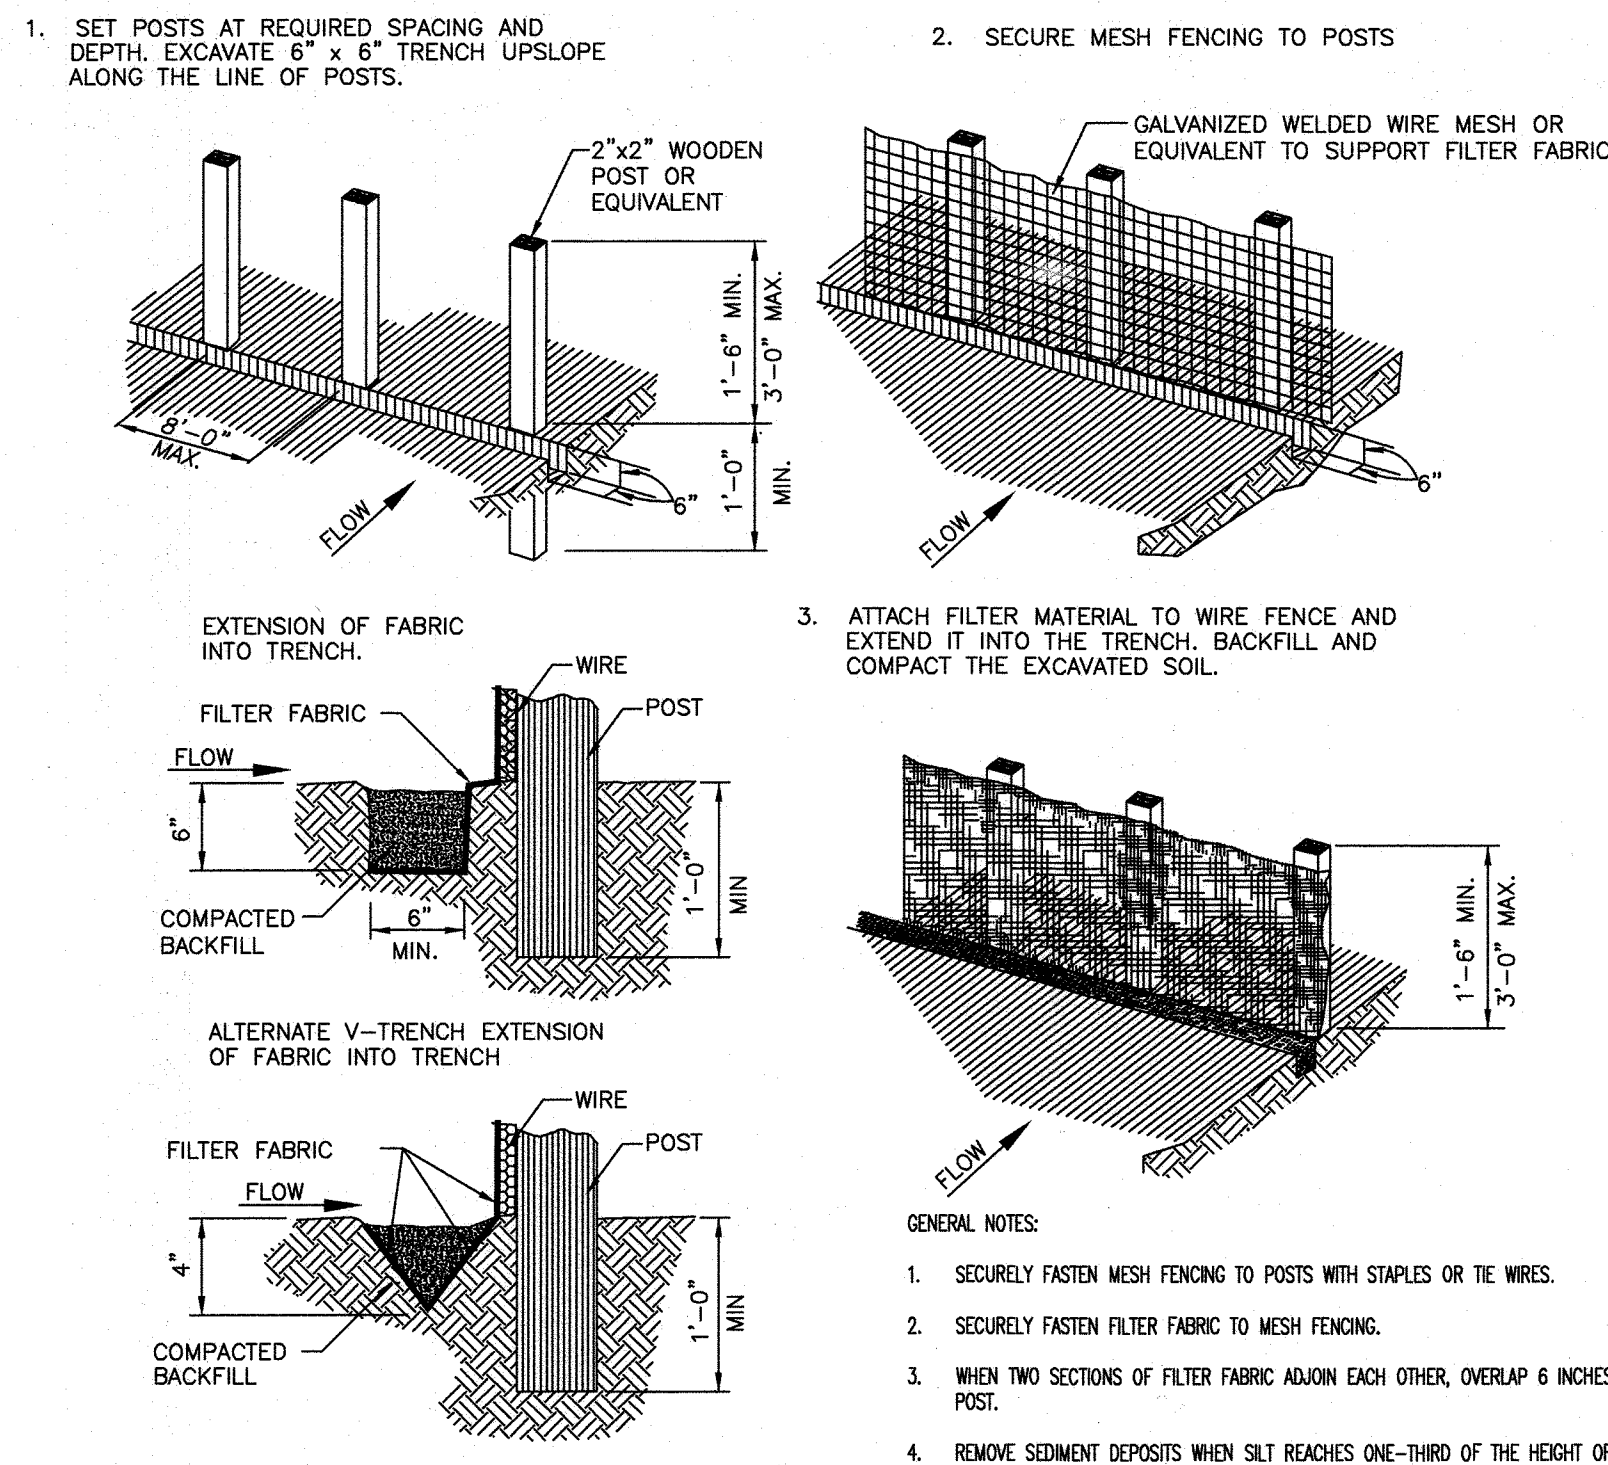 1. SET POSTS AT REQUIRED SPACING AND
DEPTH. EXCAVATE 6" x 6" TRENCH UPSLOPE
ALONG THE LINE OF POSTS.
2"x2" WOODEN
POST OR
EQUIVALENT
1'-6" MIN.
3'-0" MAX.
1'-0"
MIN.
8'-0"
MAX.
6"
FLOW
2. SECURE MESH FENCING TO POSTS
GALVANIZED WELDED WIRE MESH OR
EQUIVALENT TO SUPPORT FILTER FABRIC
6"
FLOW
EXTENSION OF FABRIC
INTO TRENCH.
WIRE
FILTER FABRIC
POST
FLOW
6"
COMPACTED
BACKFILL
6"
MIN.
1'-0"
MIN
ALTERNATE V-TRENCH EXTENSION
OF FABRIC INTO TRENCH
WIRE
FILTER FABRIC
POST
FLOW
4"
COMPACTED
BACKFILL
1'-0"
MIN
3. ATTACH FILTER MATERIAL TO WIRE FENCE AND
EXTEND IT INTO THE TRENCH. BACKFILL AND
COMPACT THE EXCAVATED SOIL.
1'-6" MIN.
3'-0" MAX.
FLOW
GENERAL NOTES:
1. SECURELY FASTEN MESH FENCING TO POSTS WITH STAPLES OR TIE WIRES.
2. SECURELY FASTEN FILTER FABRIC TO MESH FENCING.
3. WHEN TWO SECTIONS OF FILTER FABRIC ADJOIN EACH OTHER, OVERLAP 6 INCHES
POST.
4. REMOVE SEDIMENT DEPOSITS WHEN SILT REACHES ONE-THIRD OF THE HEIGHT OF